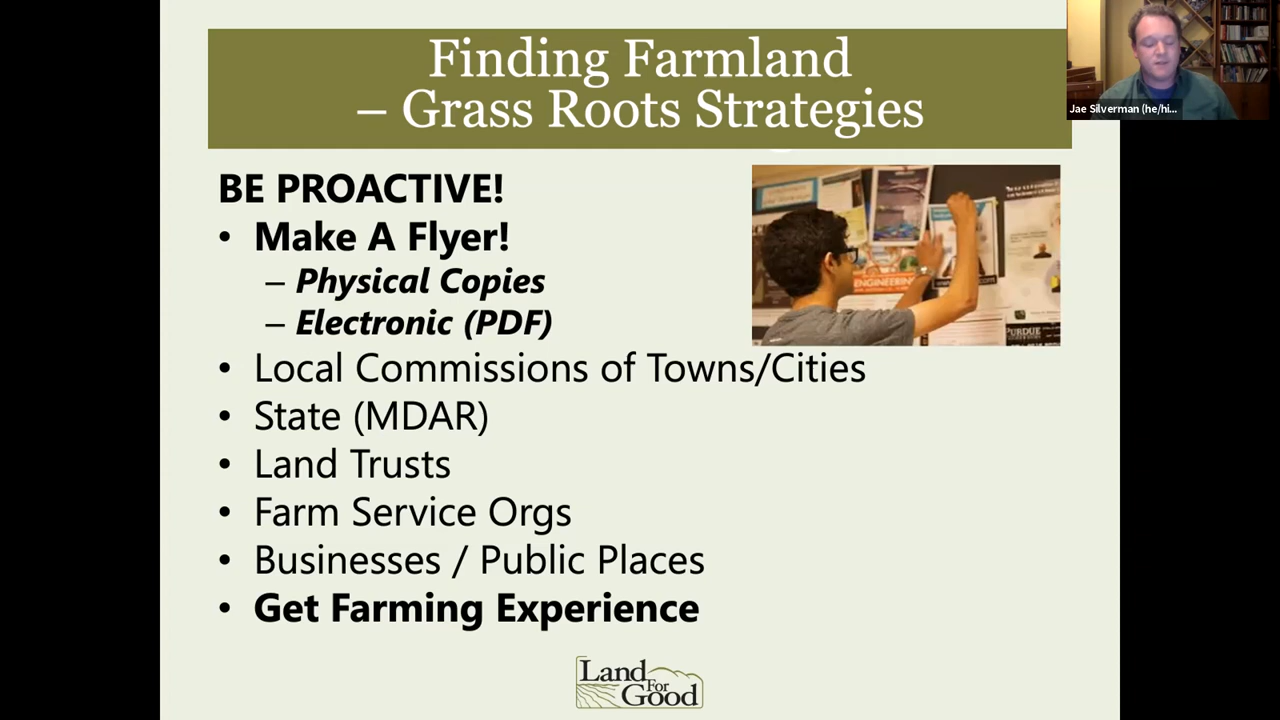 Finding Farmland
– Grass Roots Strategies
Jae Silverman (he/hi...
BE PROACTIVE!
• Make A Flyer!
– Physical Copies
– Electronic (PDF)
• Local Commissions of Towns/Cities
• State (MDAR)
• Land Trusts
• Farm Service Orgs
• Businesses / Public Places
• Get Farming Experience
ENGINEERING
PURDUE
Land
For
Good